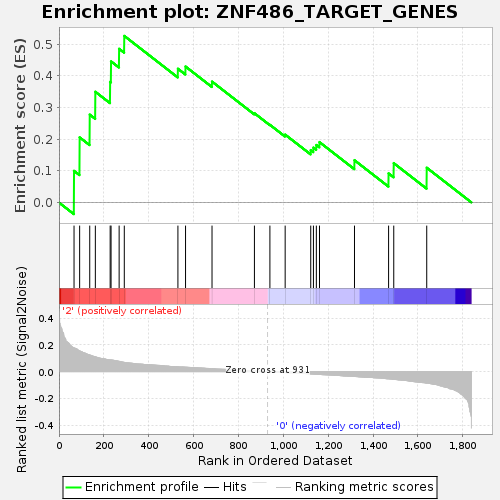 Enrichment plot: ZNF486_TARGET_GENES
Enrichment score (ES)
0.5
0.4
0.3
0.2
0.1
0.0
'2' (positively correlated)
Ranked list metric (Signal2Noise)
0.4
0.2
0.0
-0.2
-0.4
Zero cross at 931
'0' (negatively correlated)
0 200 400 600 800 1,000 1,200 1,400 1,600 1,800
Rank in Ordered Dataset
Enrichment profile Hits Ranking metric scores